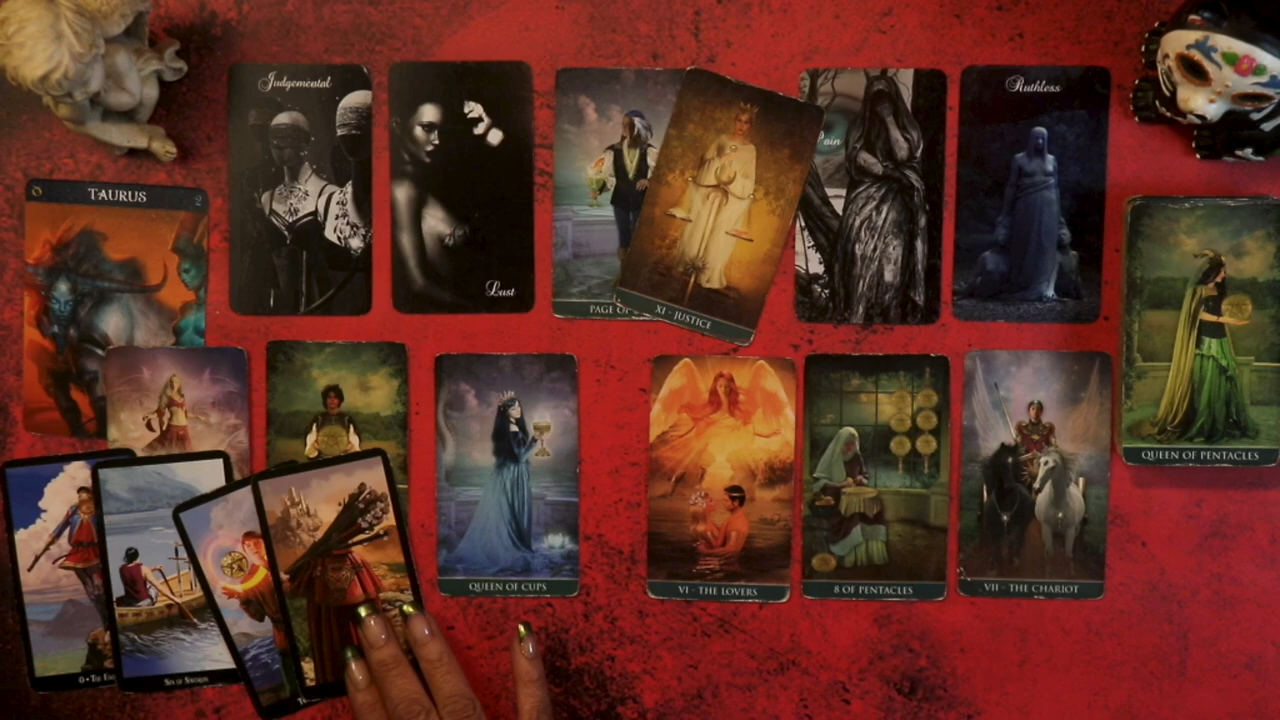 Judgemental
Ruthless
Pain
TAURUS
2
Lust
PAGE OF
XI - JUSTICE
QUEEN OF PENTACLES
QUEEN OF CUPS
VI - THE LOVERS
8 OF PENTACLES
VII - THE CHARIOT
0 • THE
SIX OF SWORDS